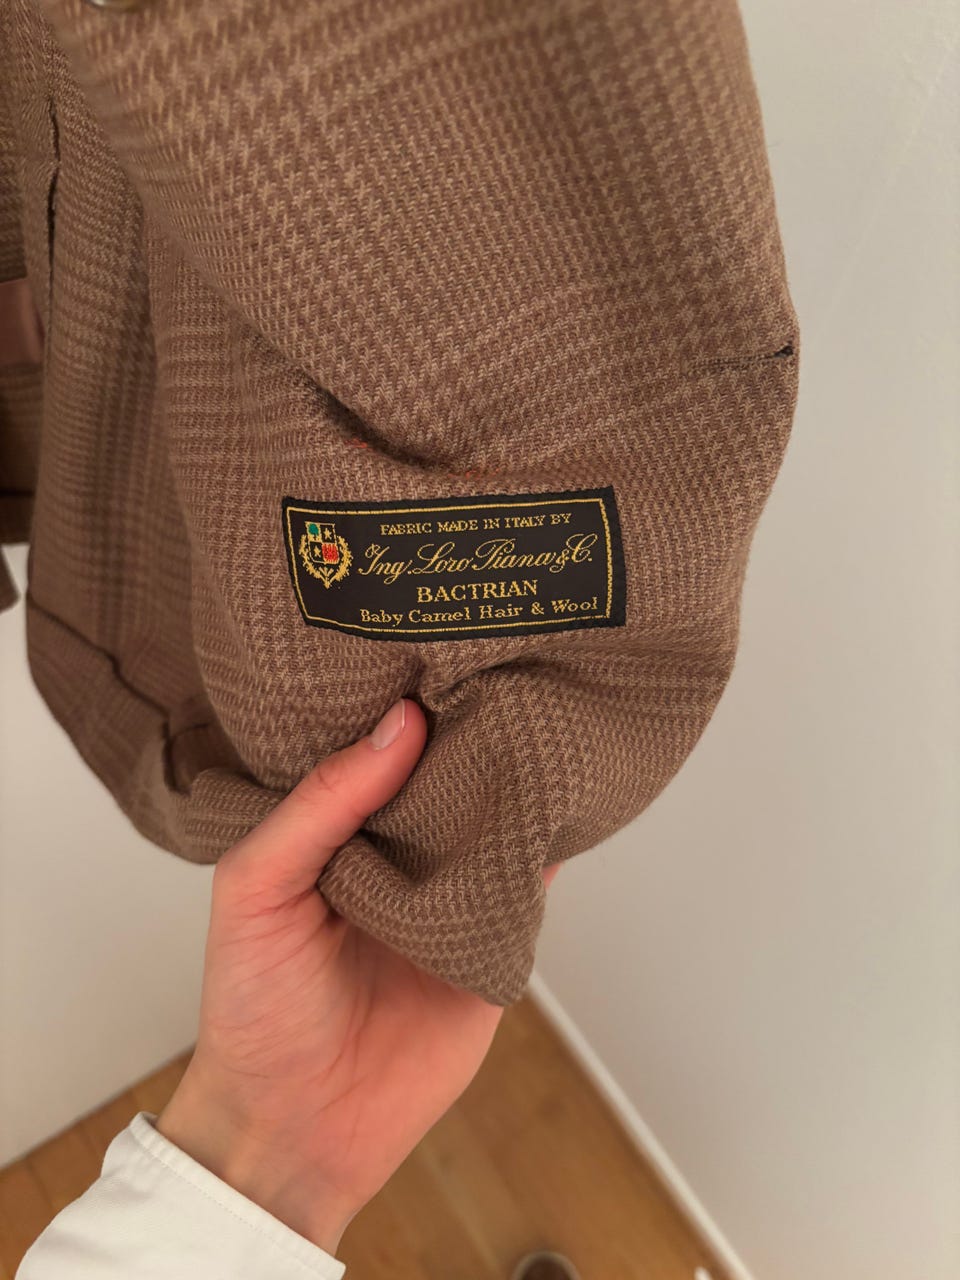 FABRIC MADE IN ITALY BY
Ing. Loro Piana & C.
BACTRIAN
Baby Camel Hair & Wool